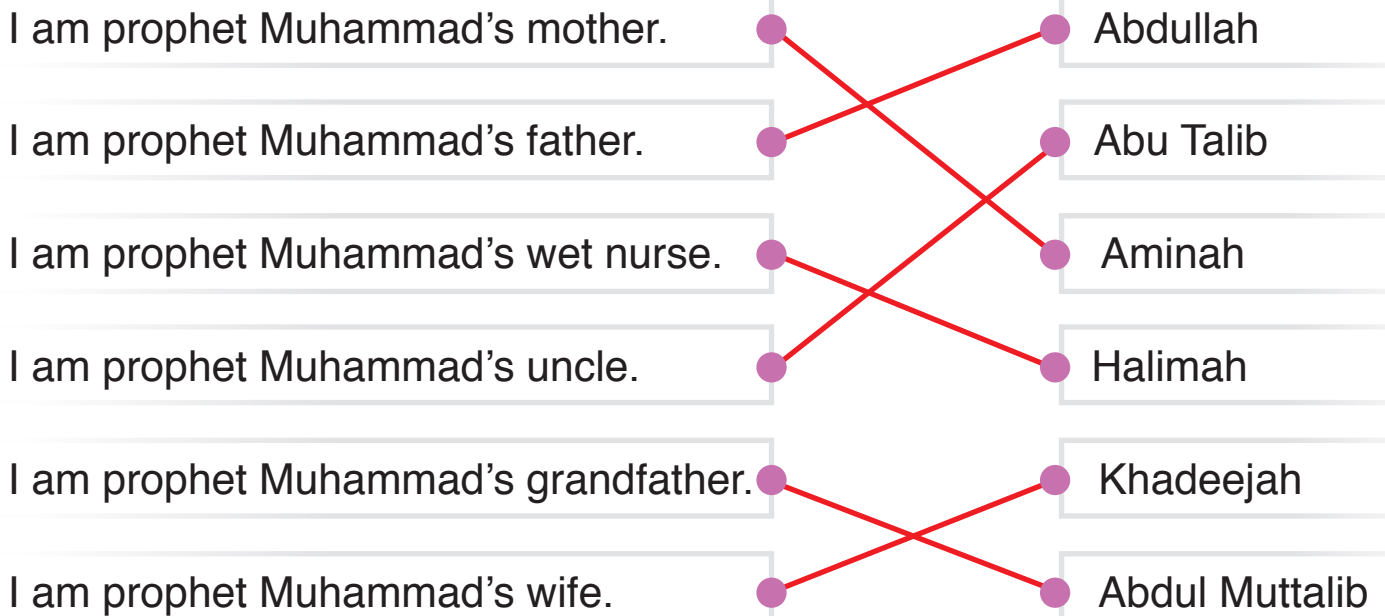 I am prophet Muhammad’s mother.
Abdullah
I am prophet Muhammad’s father.
Abu Talib
I am prophet Muhammad’s wet nurse.
Aminah
I am prophet Muhammad’s uncle.
Halimah
I am prophet Muhammad’s grandfather.
Khadeejah
I am prophet Muhammad’s wife.
Abdul Muttalib